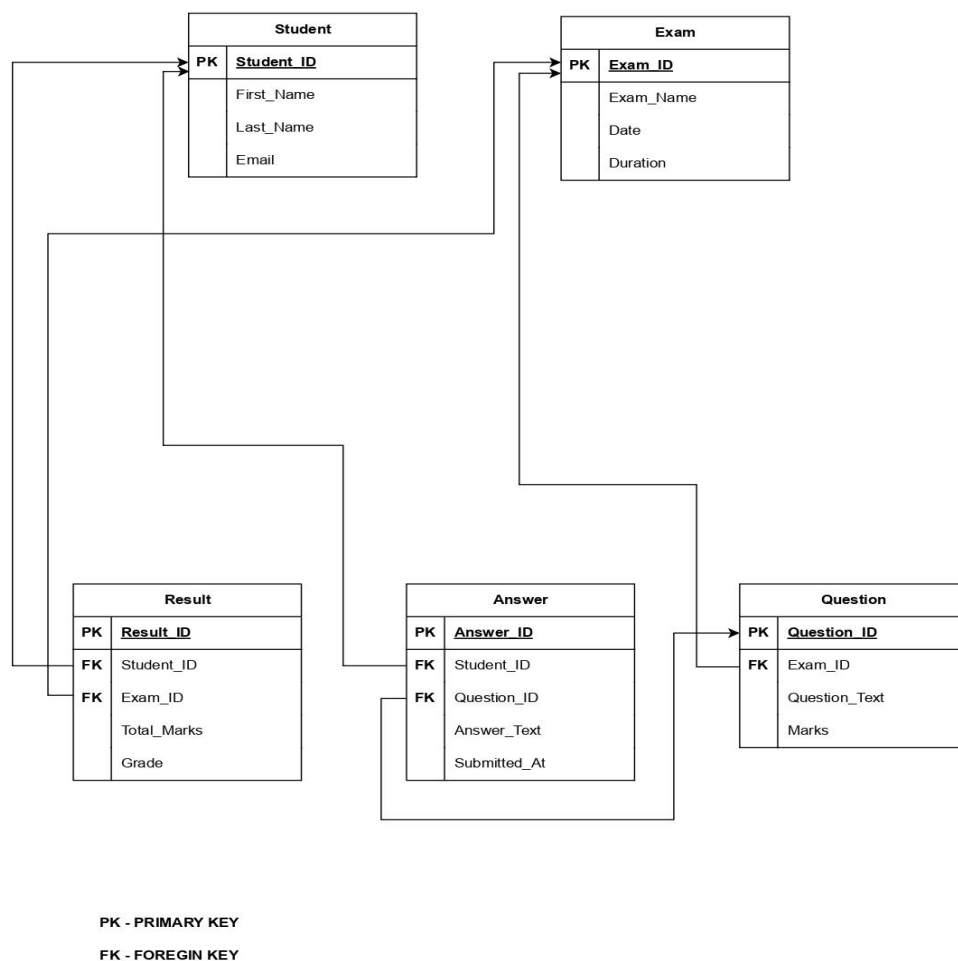 Student
PK Student_ID
First_Name
Last_Name
Email
Exam
PK Exam_ID
Exam_Name
Date
Duration
Result
PK Result_ID
FK Student_ID
FK Exam_ID
Total_Marks
Grade
Answer
PK Answer_ID
FK Student_ID
FK Question_ID
Answer_Text
Submitted_At
Question
PK Question_ID
FK Exam_ID
Question_Text
Marks
PK - PRIMARY KEY
FK - FOREGIN KEY